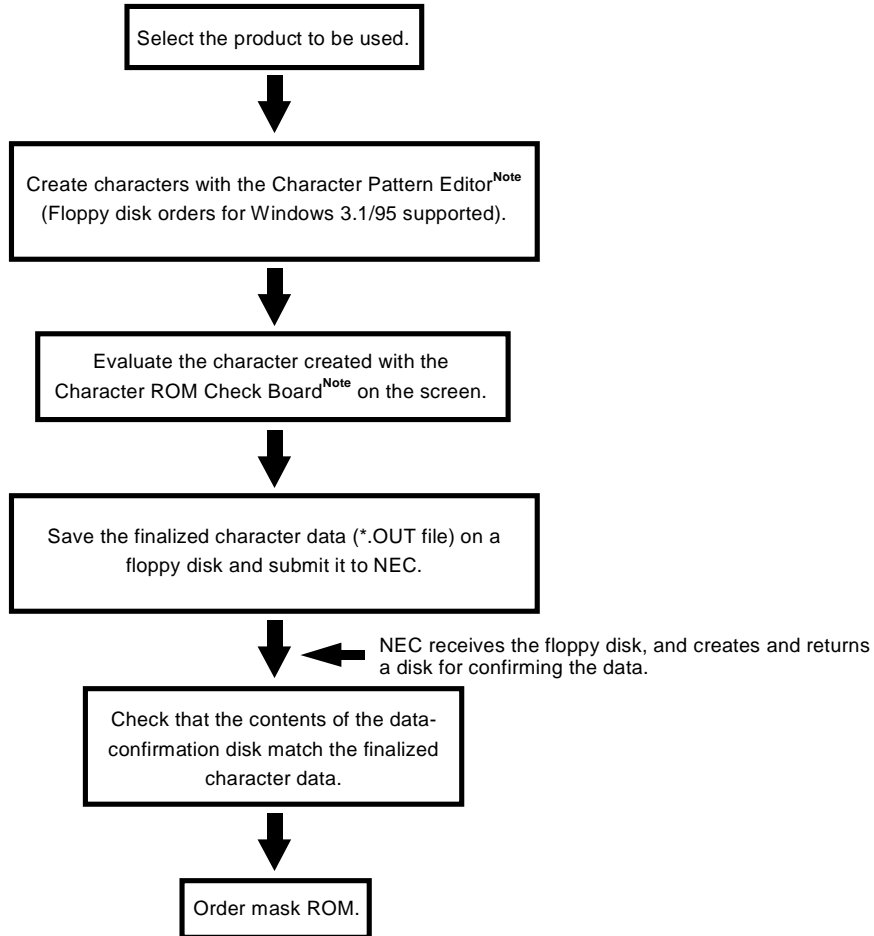 Select the product to be used.
Create characters with the Character Pattern EditorNote
(Floppy disk orders for Windows 3.1/95 supported).
Evaluate the character created with the
Character ROM Check BoardNote on the screen.
Save the finalized character data (*.OUT file) on a
floppy disk and submit it to NEC.
NEC receives the floppy disk, and creates and returns
a disk for confirming the data.
Check that the contents of the data-
confirmation disk match the finalized
character data.
Order mask ROM.